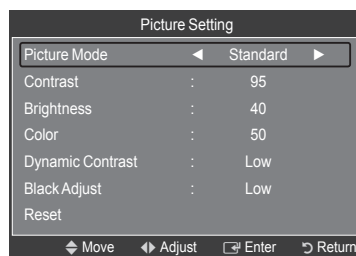 Picture Setting
Picture Mode ◀ Standard ▶
Contrast : 95
Brightness : 40
Color : 50
Dynamic Contrast : Low
Black Adjust : Low
Reset
Move Adjust Enter Return